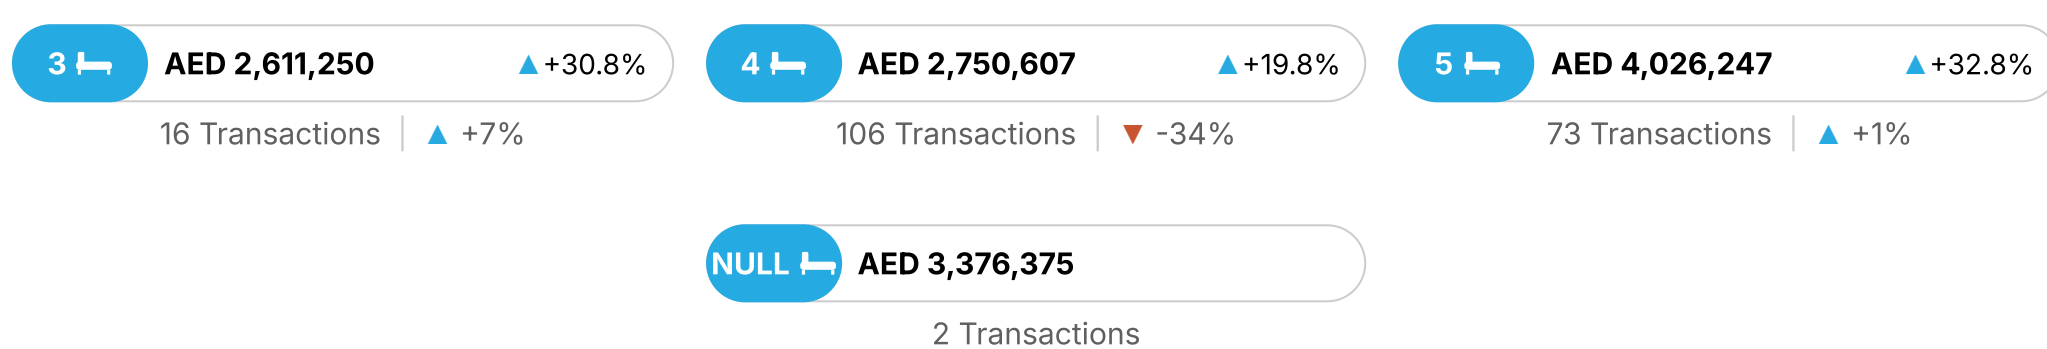 3 AED 2,611,250 ▲+30.8%
16 Transactions | ▲ +7%
4 AED 2,750,607 ▲+19.8%
106 Transactions | ▼ -34%
5 AED 4,026,247 ▲+32.8%
73 Transactions | ▲ +1%
NULL AED 3,376,375
2 Transactions